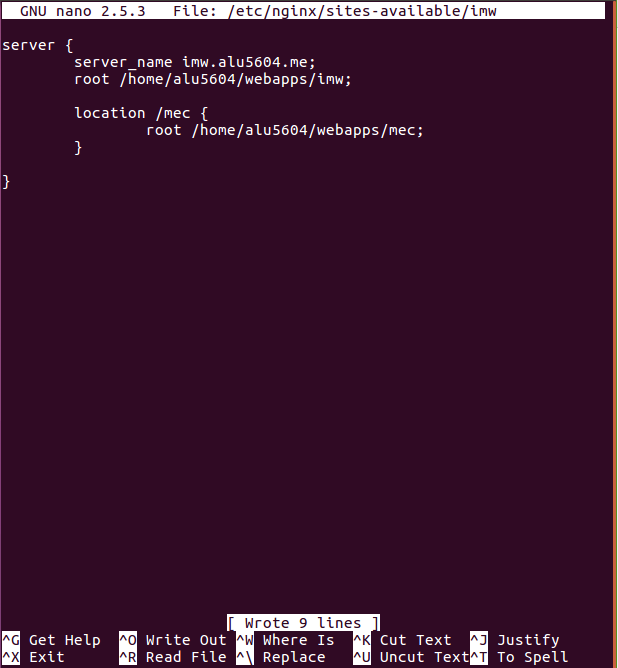 GNU nano 2.5.3   File: /etc/nginx/sites-available/imw
server {
        server_name imw.alu5604.me;
        root /home/alu5604/webapps/imw;
        location /mec {
                root /home/alu5604/webapps/mec;
        }
}
[ Wrote 9 lines ]
^G Get Help  ^O Write Out ^W Where Is  ^K Cut Text  ^J Justify
^X Exit      ^R Read File ^\ Replace   ^U Uncut Text^T To Spell